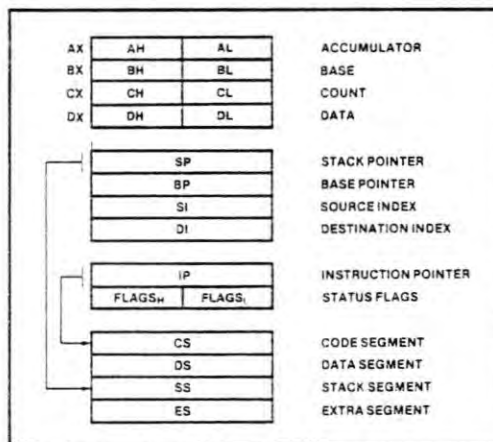 AX AH AL ACCUMULATOR
BX BH BL BASE
CX CH CL COUNT
DX DH DL DATA
SP STACK POINTER
BP BASE POINTER
SI SOURCE INDEX
DI DESTINATION INDEX
IP INSTRUCTION POINTER
FLAGSH FLAGSL STATUS FLAGS
CS CODE SEGMENT
DS DATA SEGMENT
SS STACK SEGMENT
ES EXTRA SEGMENT